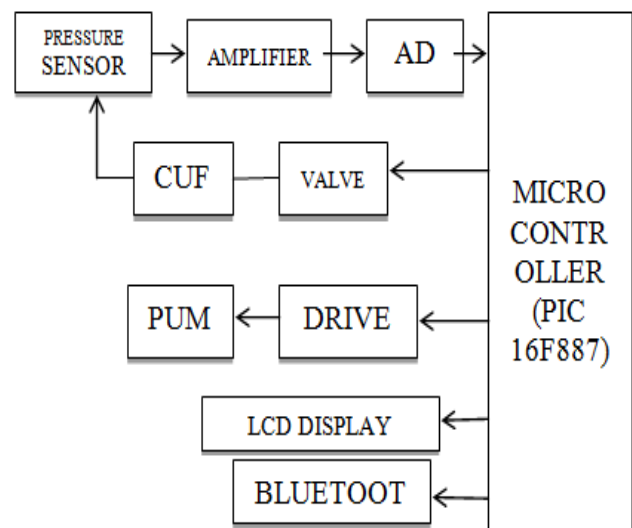 PRESSURE
SENSOR
AMPLIFIER
AD
CUF
VALVE
MICRO
CONTR
OLLER
(PIC
16F887)
PUM
DRIVE
LCD DISPLAY
BLUETOOT